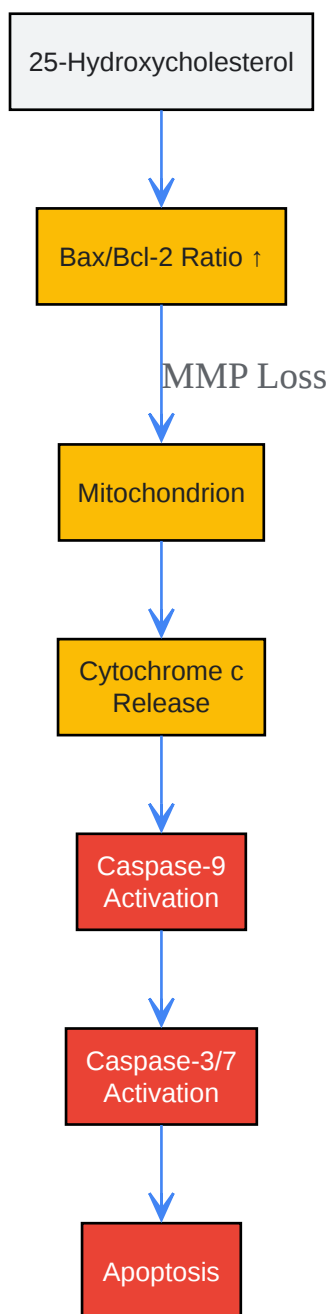 25-Hydroxycholesterol
Bax/Bcl-2 Ratio ↑
MMP Loss
Mitochondrion
Cytochrome c
Release
Caspase-9
Activation
Caspase-3/7
Activation
Apoptosis